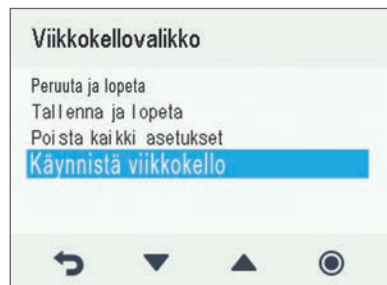 Viikkokellovalikko
Peruuta ja lopeta
Tallenna ja lopeta
Poista kaikki asetukset
Käynnistä viikkokello